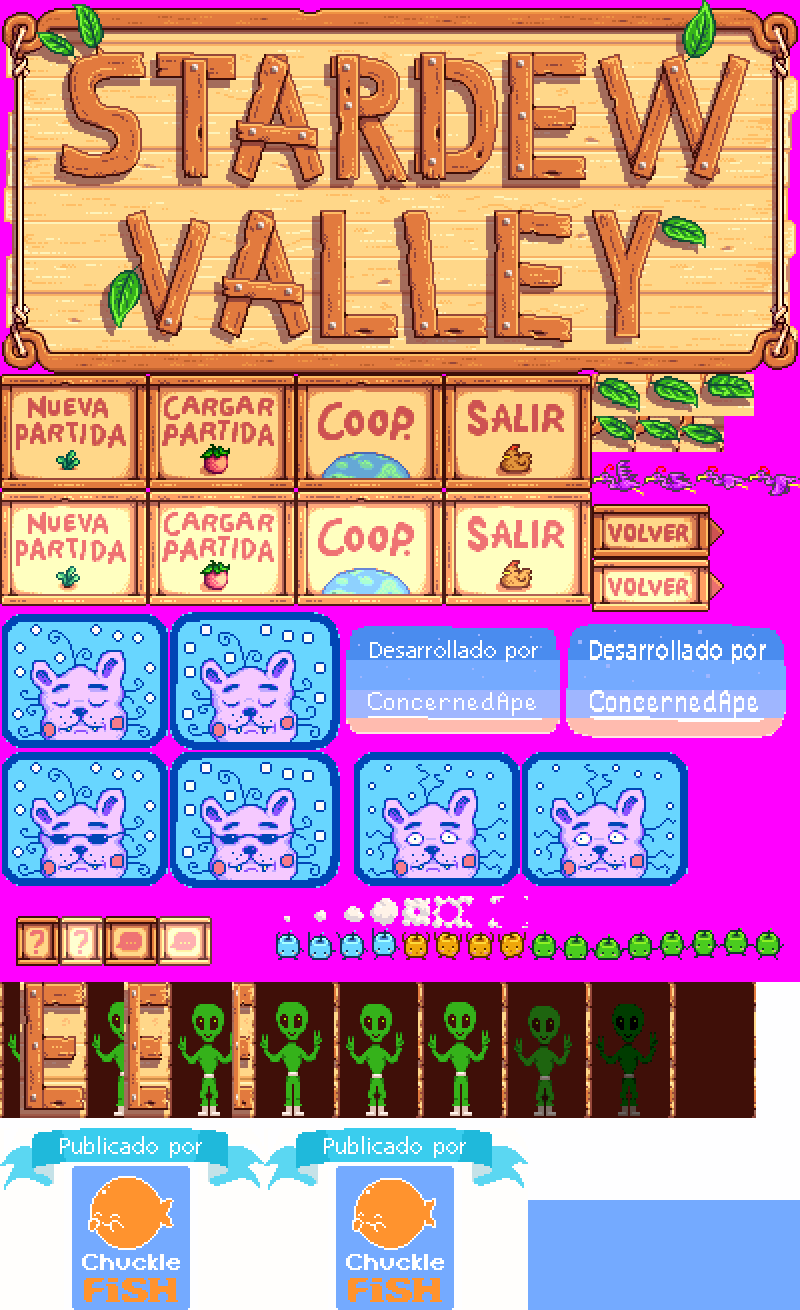 STARDEW
VALLEY
NUEVA
PARTIDA
CARGAR
PARTIDA
COOP.
SALIR
NUEVA
PARTIDA
CARGAR
PARTIDA
COOP.
SALIR
VOLVER
VOLVER
Desarrollado por
ConcernedApe
Desarrollado por
ConcernedApe
?
?
E
E
Publicado por
Chuckle
FiSH
Publicado por
Chuckle
FiSH